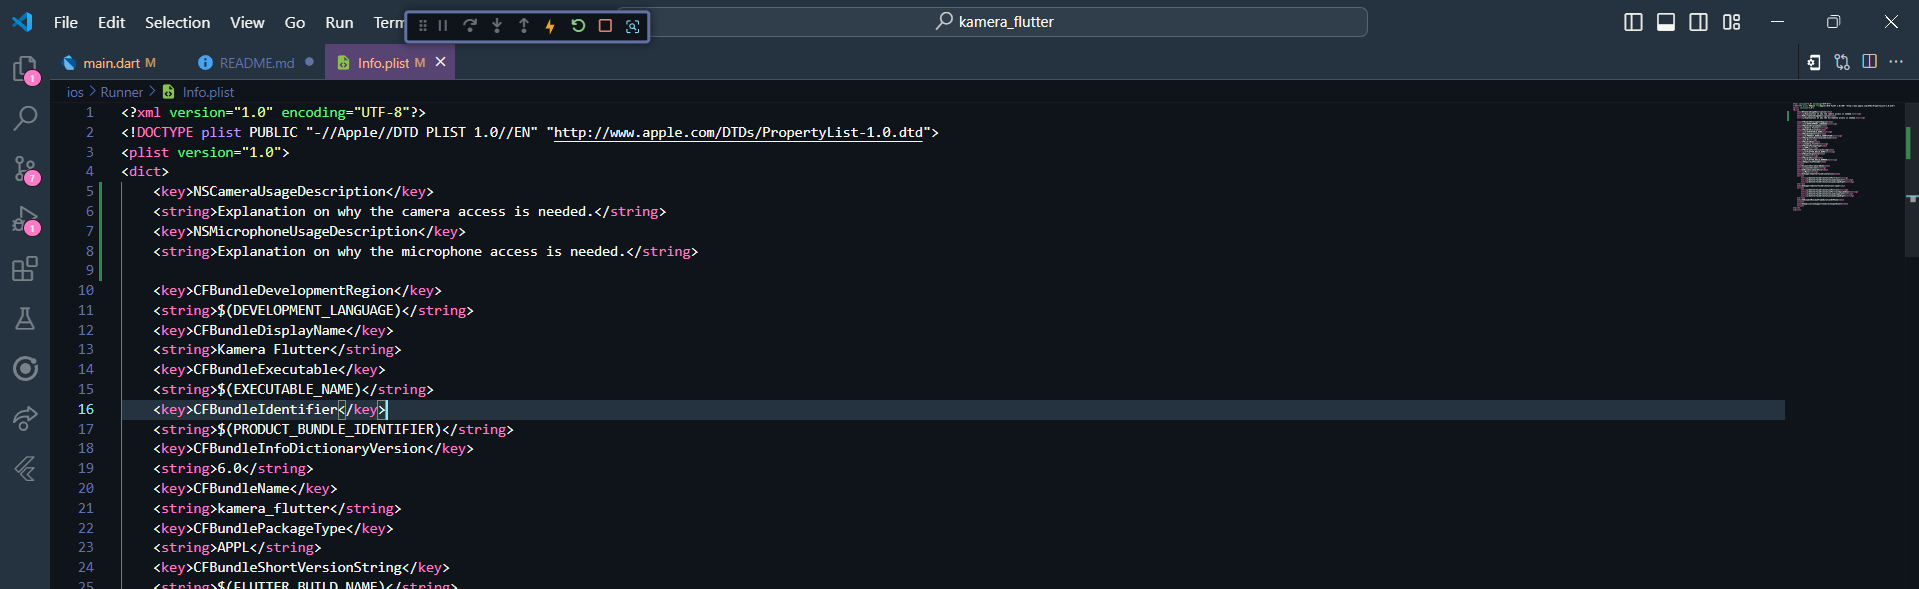 File Edit Selection View Go Run Term
kamera_flutter
main.dart M
README.md
Info.plist M
ios > Runner > Info.plist
1 <?xml version="1.0" encoding="UTF-8"?>
2 <!DOCTYPE plist PUBLIC "-//Apple//DTD PLIST 1.0//EN" "http://www.apple.com/DTDs/PropertyList-1.0.dtd">
3 <plist version="1.0">
4 <dict>
5 <key>NSCameraUsageDescription</key>
6 <string>Explanation on why the camera access is needed.</string>
7 <key>NSMicrophoneUsageDescription</key>
8 <string>Explanation on why the microphone access is needed.</string>
9
10 <key>CFBundleDevelopmentRegion</key>
11 <string>$(DEVELOPMENT_LANGUAGE)</string>
12 <key>CFBundleDisplayName</key>
13 <string>Kamera Flutter</string>
14 <key>CFBundleExecutable</key>
15 <string>$(EXECUTABLE_NAME)</string>
16 <key>CFBundleIdentifier</key>
17 <string>$(PRODUCT_BUNDLE_IDENTIFIER)</string>
18 <key>CFBundleInfoDictionaryVersion</key>
19 <string>6.0</string>
20 <key>CFBundleName</key>
21 <string>kamera_flutter</string>
22 <key>CFBundlePackageType</key>
23 <string>APPL</string>
24 <key>CFBundleShortVersionString</key>
25 <string>$(FLUTTER_BUILD_NAME)</string>
1
7
1